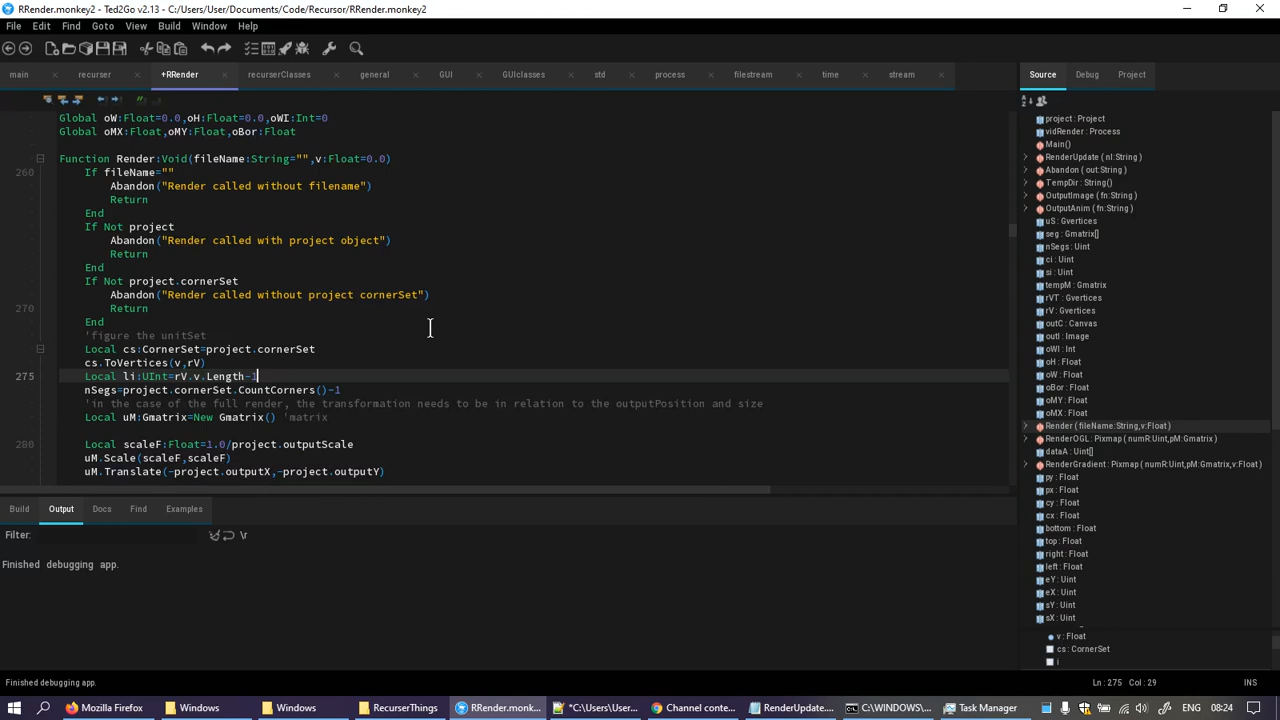 RRender.monkey2 - Ted2Go v2.13 - C:/Users/User/Documents/Code/Recursor/RRender.monkey2
File Edit Find Goto View Build Window Help
main recurser +RRender recurserClasses general GUI GUIclasses std process filestream time stream
Source Debug Project
Global oW:Float=0.0,oH:Float=0.0,oWI:Int=0
Global oMX:Float,oMY:Float,oBor:Float
Function Render:Void(fileName:String="",v:Float=0.0)
260 If fileName=""
Abandon("Render called without filename")
Return
End
If Not project
Abandon("Render called with project object")
Return
End
If Not project.cornerSet
Abandon("Render called without project cornerSet")
270 Return
End
'figure the unitSet
Local cs:CornerSet=project.cornerSet
cs.ToVertices(v,rV)
275 Local li:UInt=rV.v.Length-1
nSegs=project.cornerSet.CountCorners()-1
'in the case of the full render, the transformation needs to be in relation to the outputPosition and size
Local uM:Gmatrix=New Gmatrix() 'matrix
280 Local scaleF:Float=1.0/project.outputScale
uM.Scale(scaleF,scaleF)
uM.Translate(-project.outputX,-project.outputY)
project : Project
vidRender : Process
Main()
RenderUpdate ( nl:String )
Abandon ( out:String )
TempDir : String()
OutputImage ( fn:String )
OutputAnim ( fn:String )
uS : Gvertices
seg : Gmatrix[]
nSegs : Uint
ci : Uint
si : Uint
tempM : Gmatrix
rVT : Gvertices
rV : Gvertices
outC : Canvas
outI : Image
oWI : Int
oH : Float
oW : Float
oBor : Float
oMY : Float
oMX : Float
Render ( fileName:String,v:Float )
RenderOGL : Pixmap ( numR:Uint,pM:Gmatrix )
dataA : Uint[]
RenderGradient : Pixmap ( numR:Uint,pM:Gmatrix,v:Float )
py : Float
px : Float
cy : Float
cx : Float
bottom : Float
top : Float
right : Float
left : Float
eY : Uint
eX : Uint
sY : Uint
sX : Uint
v : Float
cs : CornerSet
Build Output Docs Find Examples
Filter: \r
Finished debugging app.
Finished debugging app. Ln : 275 Col : 29 INS
Mozilla Firefox Windows Windows RecurserThings RRender.monk... *C:\Users\User... Channel conte... RenderUpdate.... C:\WINDOWS\... Task Manager ENG 08:24